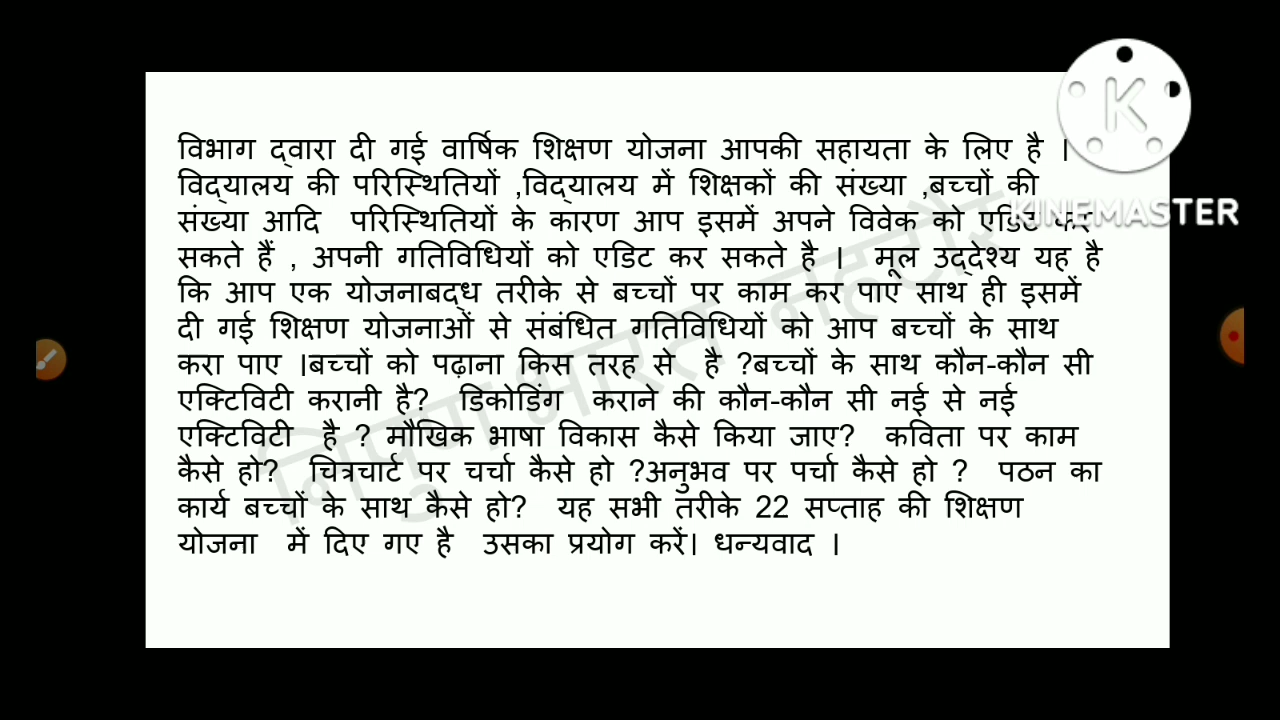 विभाग द्वारा दी गई वार्षिक शिक्षण योजना आपकी सहायता के लिए है ।
विद्यालय की परिस्थितियों ,विद्यालय में शिक्षकों की संख्या ,बच्चों की
संख्या आदि परिस्थितियों के कारण आप इसमें अपने विवेक को एडिट कर
सकते हैं , अपनी गतिविधियों को एडिट कर सकते है । मूल उद्देश्य यह है
कि आप एक योजनाबद्ध तरीके से बच्चों पर काम कर पाएं साथ ही इसमें
दी गई शिक्षण योजनाओं से संबंधित गतिविधियों को आप बच्चों के साथ
करा पाए ।बच्चों को पढ़ाना किस तरह से है ?बच्चों के साथ कौन-कौन सी
एक्टिविटी करानी है? डिकोडिंग कराने की कौन-कौन सी नई से नई
एक्टिविटी है ? मौखिक भाषा विकास कैसे किया जाए? कविता पर काम
कैसे हो? चित्रचार्ट पर चर्चा कैसे हो ?अनुभव पर पर्चा कैसे हो ? पठन का
कार्य बच्चों के साथ कैसे हो? यह सभी तरीके 22 सप्ताह की शिक्षण
योजना में दिए गए है उसका प्रयोग करें। धन्यवाद ।
निपुण भारत नहटौर
K
KINEMASTER